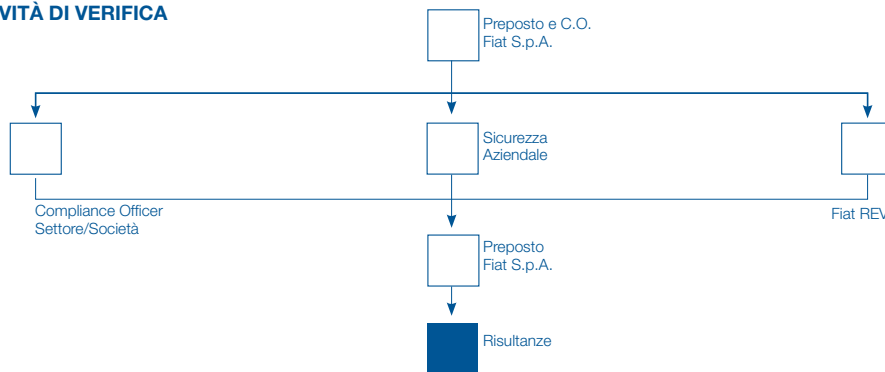 VITÀ DI VERIFICA
Preposto e C.O.
Fiat S.p.A.
Sicurezza
Aziendale
Compliance Officer
Settore/Società
Fiat REV
Preposto
Fiat S.p.A.
Risultanze